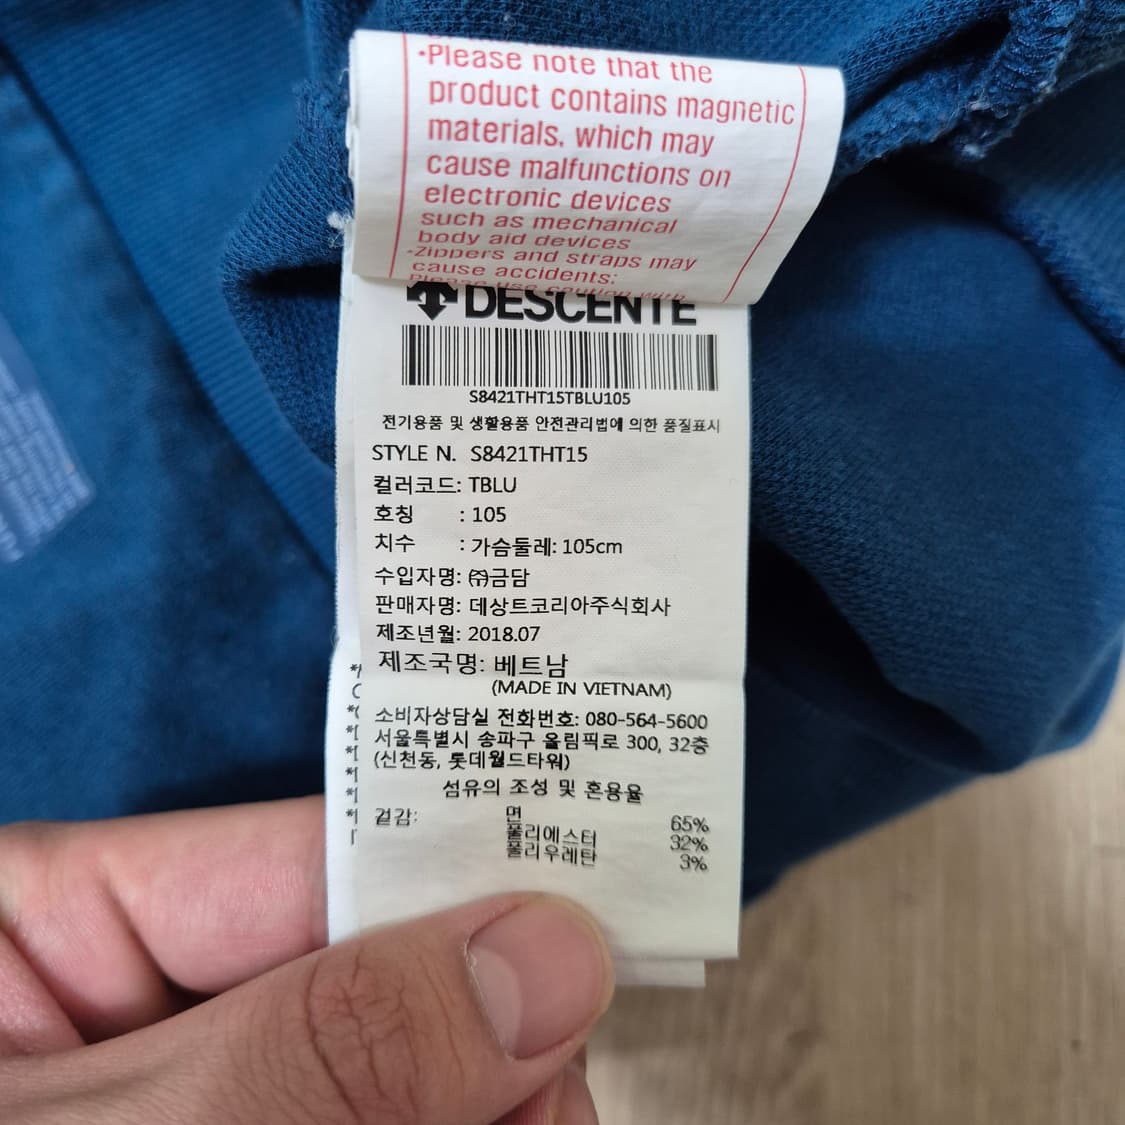 •Please note that the
product contains magnetic
materials, which may
cause malfunctions on
electronic devices
such as mechanical
body aid devices
•Zippers and straps may
cause accidents:
Please use caution with
DESCENTE
S8421THT15TBLU105
전기용품 및 생활용품 안전관리법에 의한 품질표시
STYLE N. S8421THT15
컬러코드: TBLU
호칭 : 105
치수 : 가슴둘레: 105cm
수입자명: ㈜금담
판매자명: 데상트코리아주식회사
제조년월: 2018.07
제조국명: 베트남
(MADE IN VIETNAM)
소비자상담실 전화번호: 080-564-5600
서울특별시 송파구 올림픽로 300, 32층
(신천동, 롯데월드타워)
섬유의 조성 및 혼용율
겉감: 면 65%
폴리에스터 32%
폴리우레탄 3%